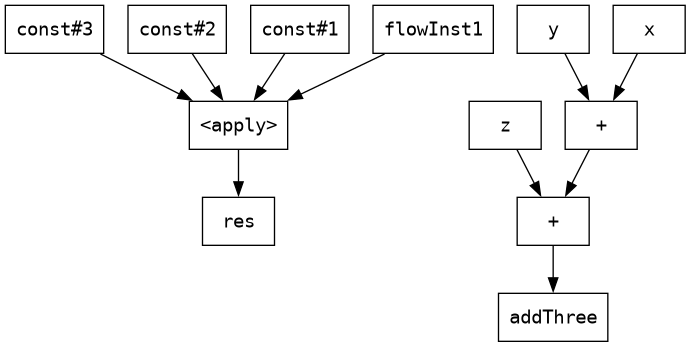 const#3 const#2 const#1 flowInst1 y x
<apply> z +
res +
addThree